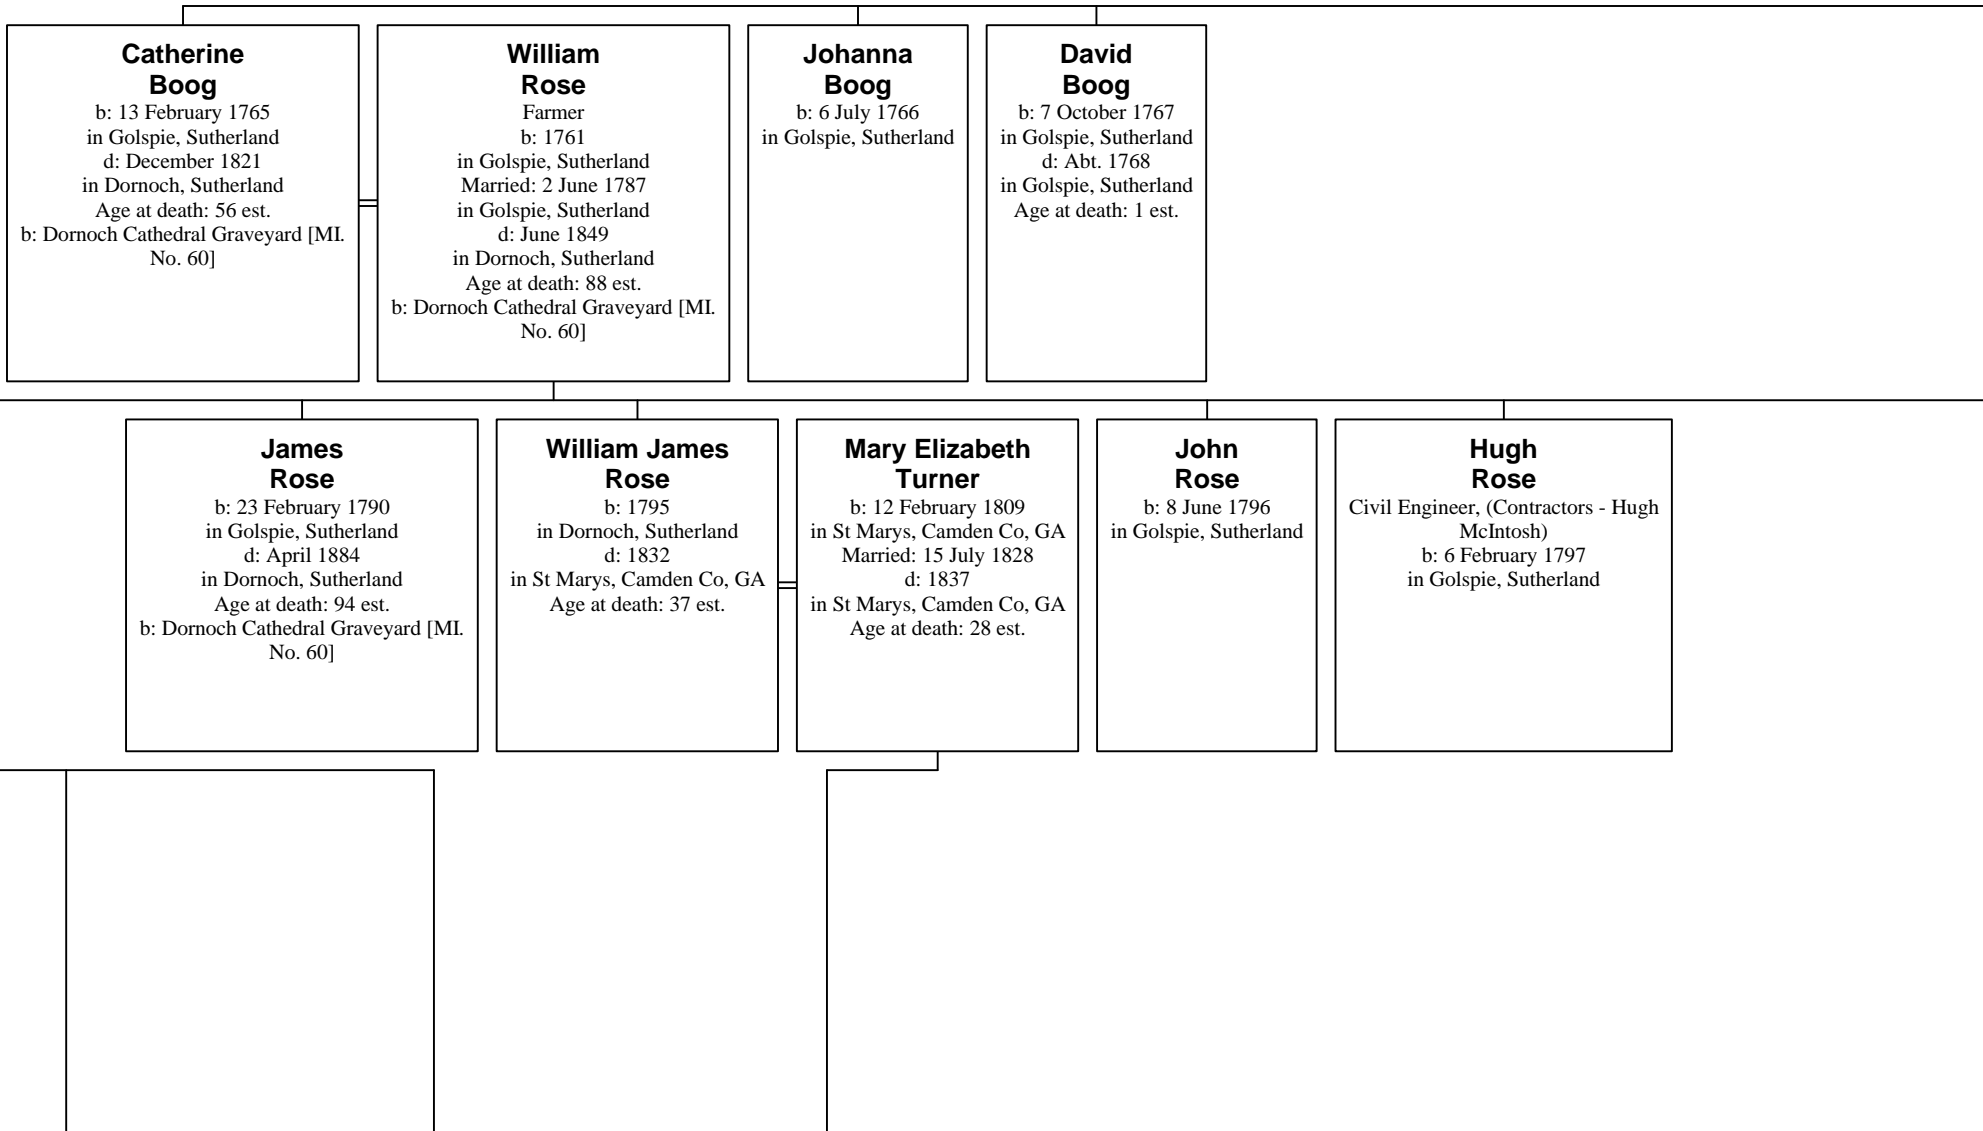 Catherine
Boog
b: 13 February 1765
in Golspie, Sutherland
d: December 1821
in Dornoch, Sutherland
Age at death: 56 est.
b: Dornoch Cathedral Graveyard [MI.
No. 60]
William
Rose
Farmer
b: 1761
in Golspie, Sutherland
Married: 2 June 1787
in Golspie, Sutherland
d: June 1849
in Dornoch, Sutherland
Age at death: 88 est.
b: Dornoch Cathedral Graveyard [MI.
No. 60]
Johanna
Boog
b: 6 July 1766
in Golspie, Sutherland
David
Boog
b: 7 October 1767
in Golspie, Sutherland
d: Abt. 1768
in Golspie, Sutherland
Age at death: 1 est.
James
Rose
b: 23 February 1790
in Golspie, Sutherland
d: April 1884
in Dornoch, Sutherland
Age at death: 94 est.
b: Dornoch Cathedral Graveyard [MI.
No. 60]
William James
Rose
b: 1795
in Dornoch, Sutherland
d: 1832
in St Marys, Camden Co, GA
Age at death: 37 est.
Mary Elizabeth
Turner
b: 12 February 1809
in St Marys, Camden Co, GA
Married: 15 July 1828
d: 1837
in St Marys, Camden Co, GA
Age at death: 28 est.
John
Rose
b: 8 June 1796
in Golspie, Sutherland
Hugh
Rose
Civil Engineer, (Contractors - Hugh
McIntosh)
b: 6 February 1797
in Golspie, Sutherland